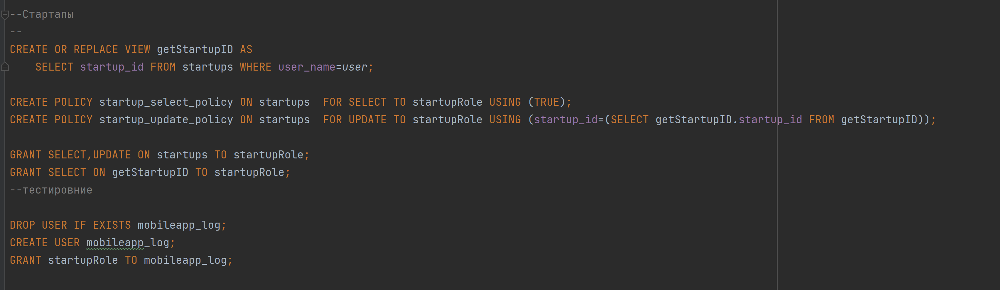 --Стартапы
--
CREATE OR REPLACE VIEW getStartupID AS
    SELECT startup_id FROM startups WHERE user_name=user;

CREATE POLICY startup_select_policy ON startups  FOR SELECT TO startupRole USING (TRUE);
CREATE POLICY startup_update_policy ON startups  FOR UPDATE TO startupRole USING (startup_id=(SELECT getStartupID.startup_id FROM getStartupID));

GRANT SELECT,UPDATE ON startups TO startupRole;
GRANT SELECT ON getStartupID TO startupRole;
--тестировние

DROP USER IF EXISTS mobileapp_log;
CREATE USER mobileapp_log;
GRANT startupRole TO mobileapp_log;